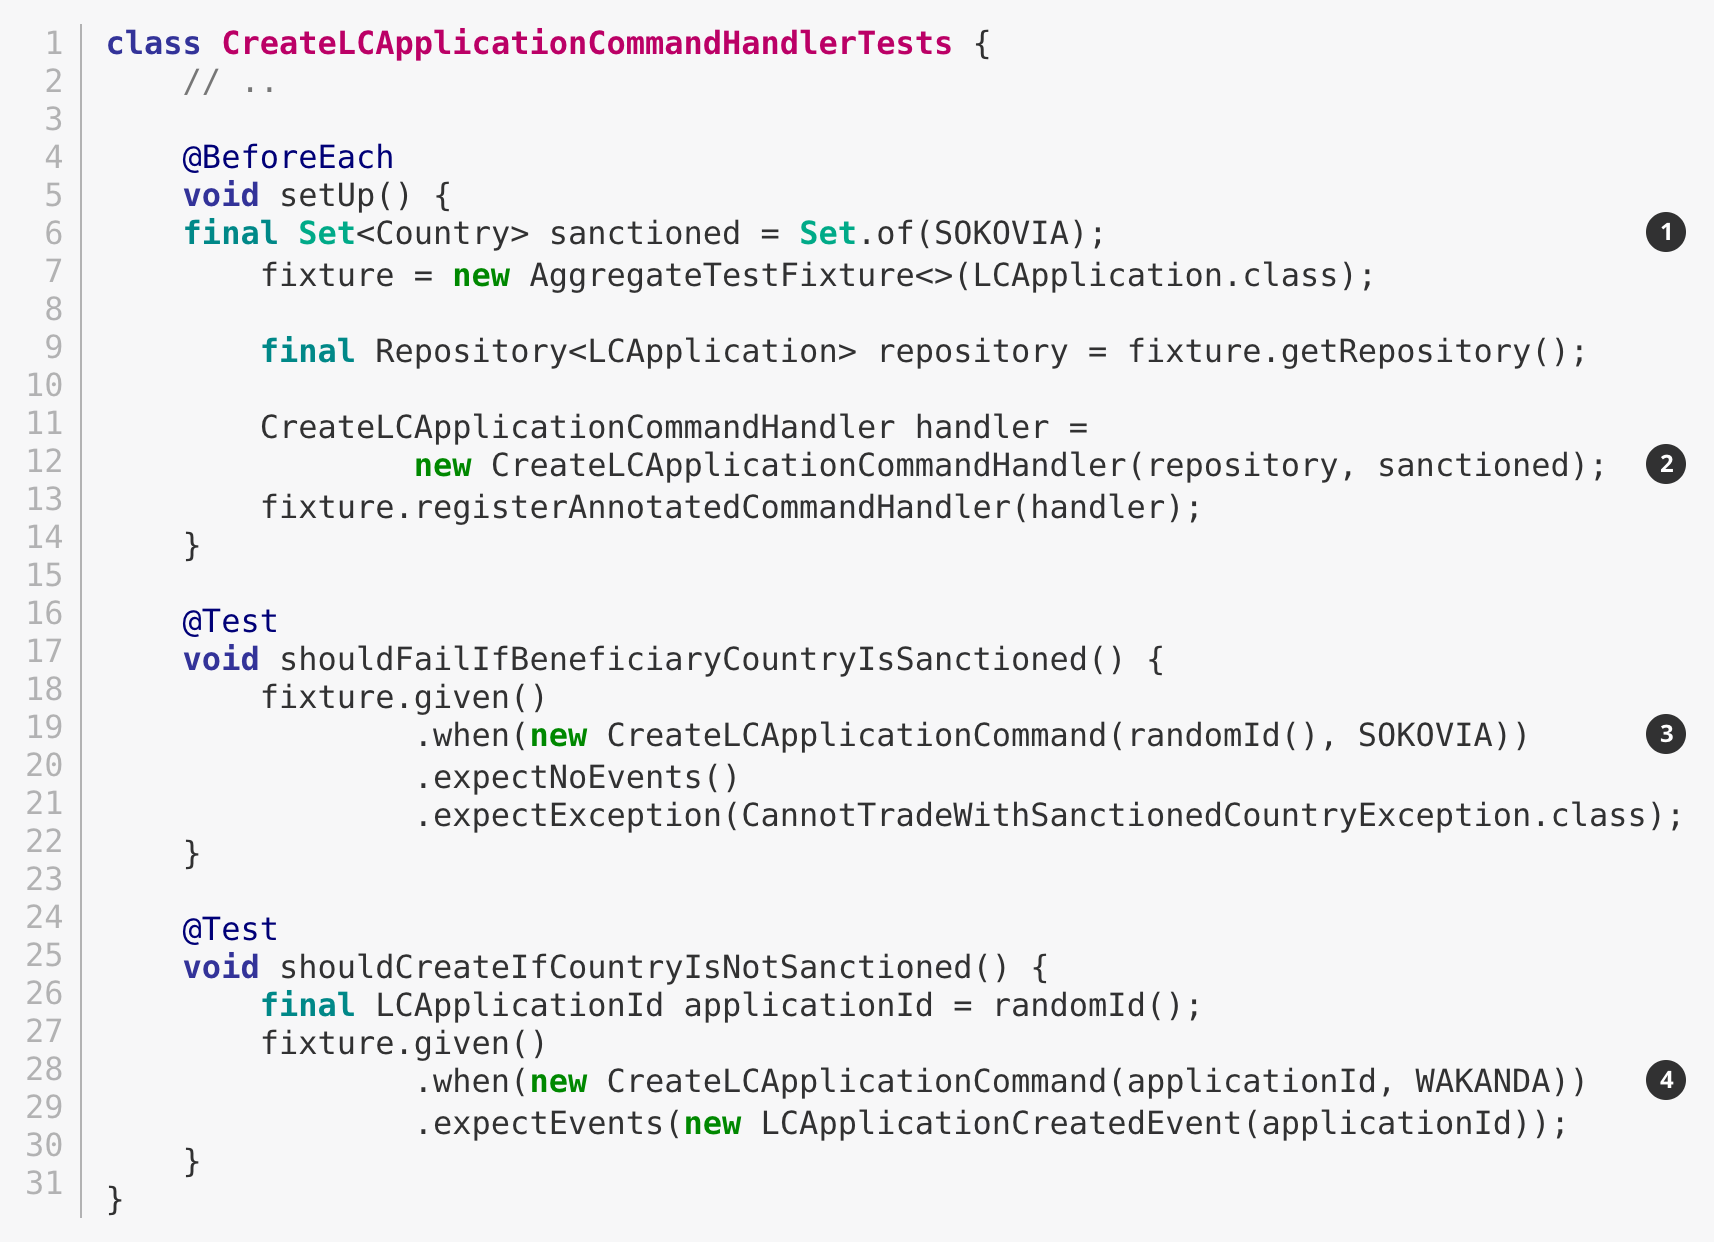 1 class CreateLCApplicationCommandHandlerTests {
2     // ..
3
4     @BeforeEach
5     void setUp() {
6     final Set<Country> sanctioned = Set.of(SOKOVIA); 1
7         fixture = new AggregateTestFixture<>(LCApplication.class);
8
9         final Repository<LCApplication> repository = fixture.getRepository();
10
11         CreateLCApplicationCommandHandler handler =
12                 new CreateLCApplicationCommandHandler(repository, sanctioned); 2
13         fixture.registerAnnotatedCommandHandler(handler);
14     }
15
16     @Test
17     void shouldFailIfBeneficiaryCountryIsSanctioned() {
18         fixture.given()
19                 .when(new CreateLCApplicationCommand(randomId(), SOKOVIA)) 3
20                 .expectNoEvents()
21                 .expectException(CannotTradeWithSanctionedCountryException.class);
22     }
23
24     @Test
25     void shouldCreateIfCountryIsNotSanctioned() {
26         final LCApplicationId applicationId = randomId();
27         fixture.given()
28                 .when(new CreateLCApplicationCommand(applicationId, WAKANDA)) 4
29                 .expectEvents(new LCApplicationCreatedEvent(applicationId));
30     }
31 }